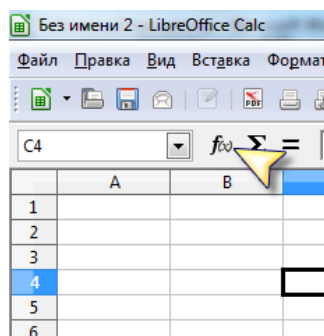 Без имени 2 - LibreOffice Calc
Файл Правка Вид Вставка Формат
PDF
C4 f(x) Σ =
A B
1
2
3
4
5
6